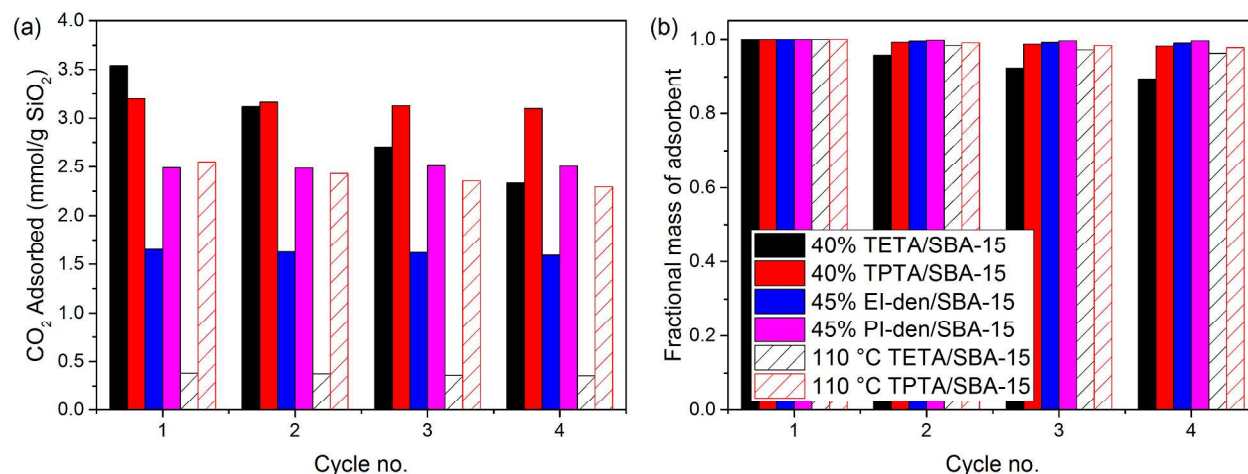 (a)
CO₂ Adsorbed (mmol/g SiO₂)
4.0
3.5
3.0
2.5
2.0
1.5
1.0
0.5
0.0
1 2 3 4
Cycle no.
(b)
Fractional mass of adsorbent
1.0
0.8
0.6
0.4
0.2
0.0
40% TETA/SBA-15
40% TPTA/SBA-15
45% EI-den/SBA-15
45% PI-den/SBA-15
110 °C TETA/SBA-15
110 °C TPTA/SBA-15
1 2 3 4
Cycle no.